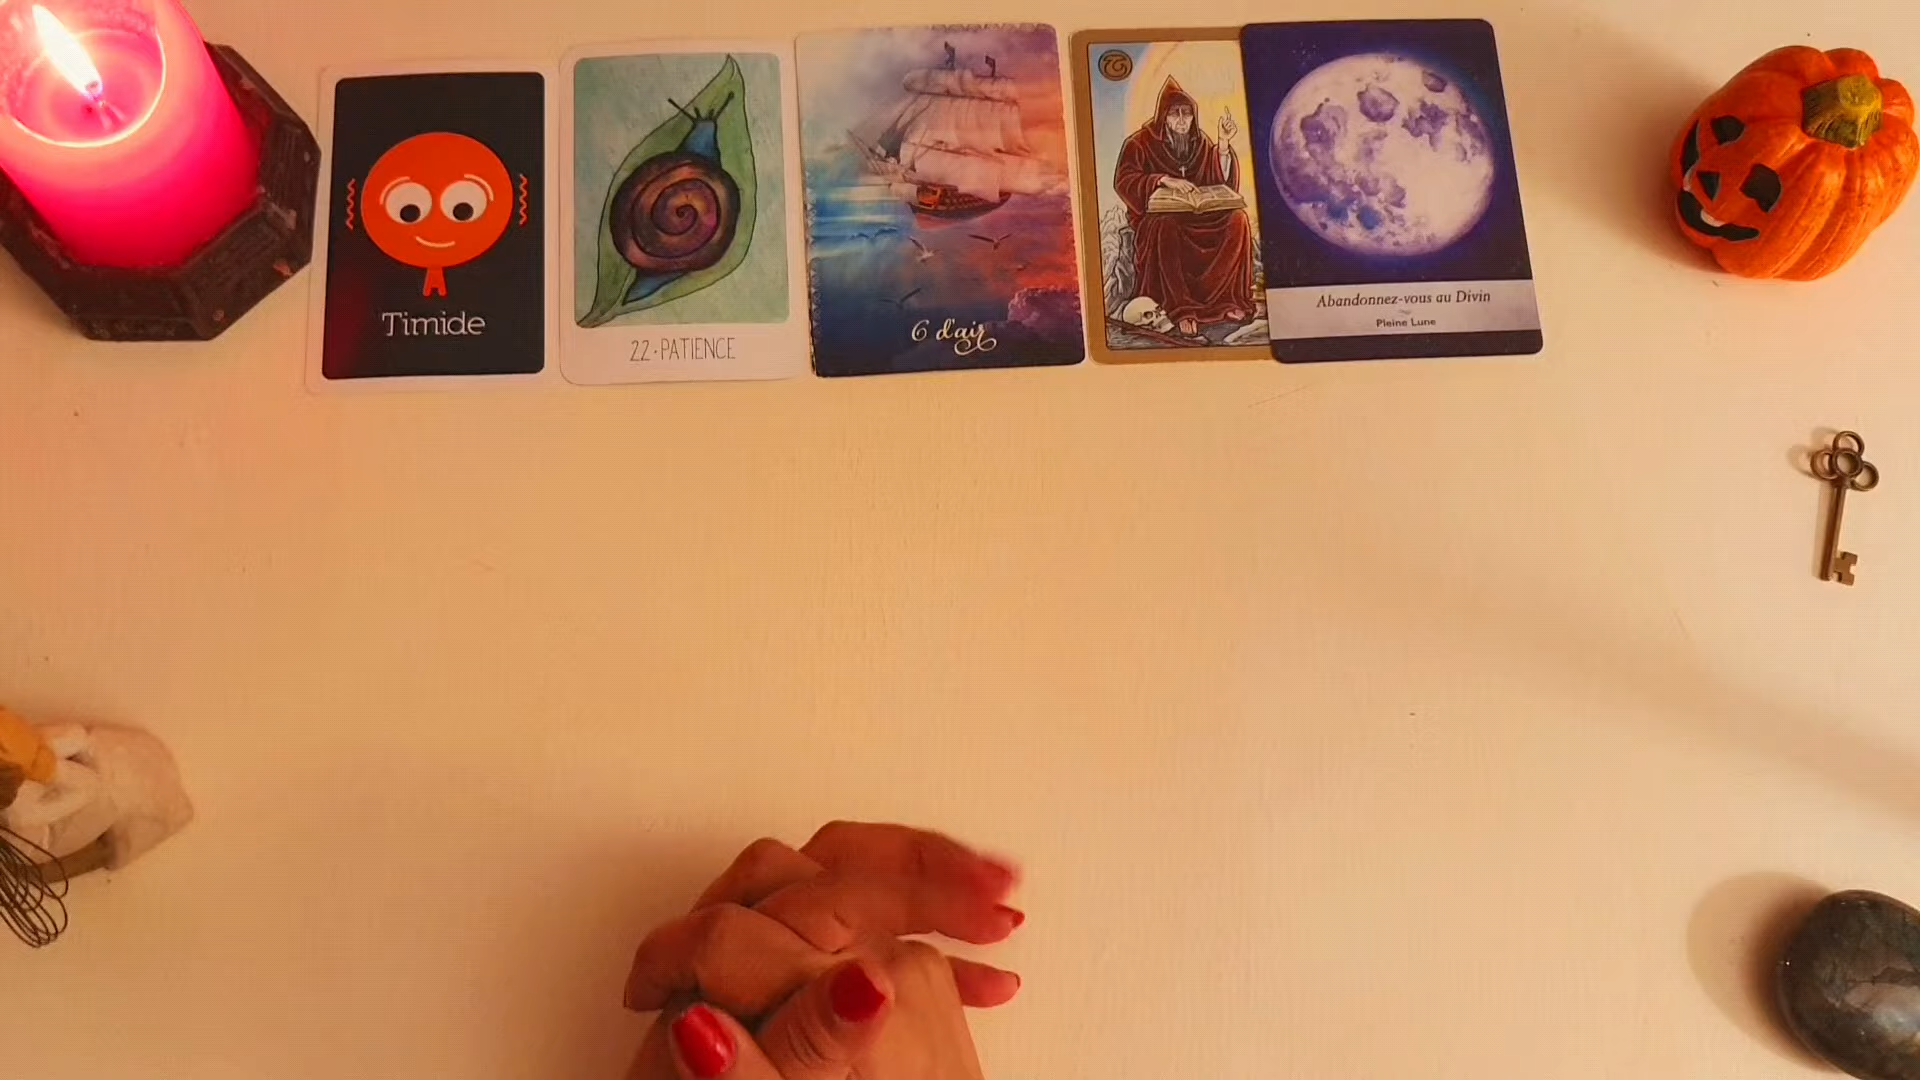 Timide
22·PATIENCE
6 d'air
Abandonnez-vous au Divin
Pleine Lune